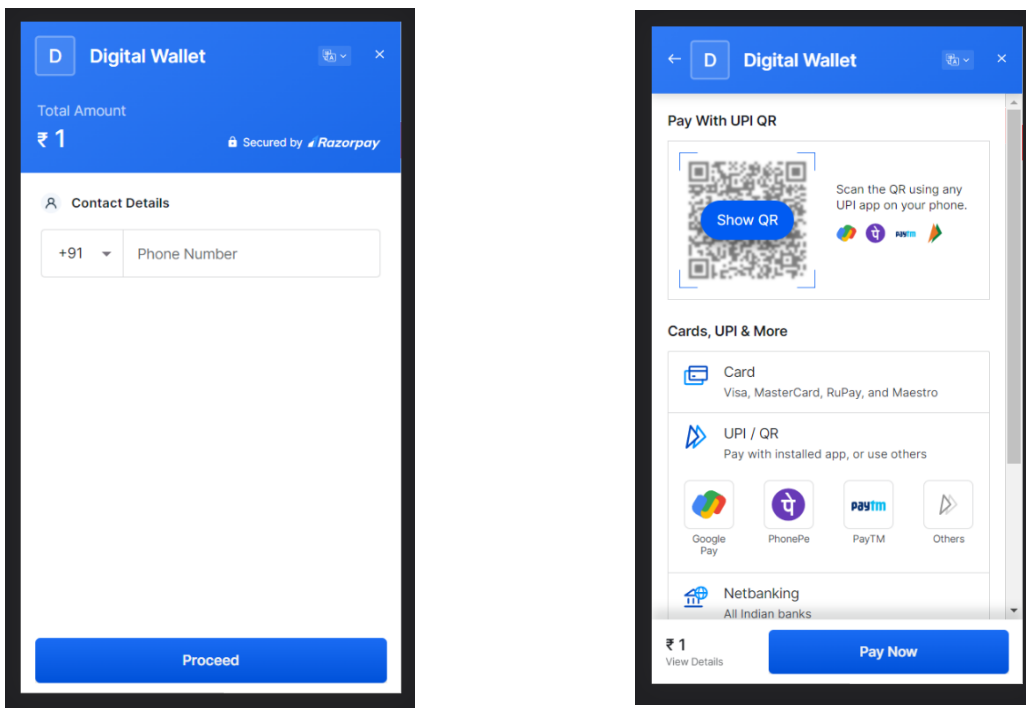 D Digital Wallet
Total Amount
₹ 1
Secured by Razorpay
Contact Details
+91 Phone Number
Proceed
D Digital Wallet
Pay With UPI QR
Show QR
Scan the QR using any
UPI app on your phone.
पे paytm
Cards, UPI & More
Card
Visa, MasterCard, RuPay, and Maestro
UPI / QR
Pay with installed app, or use others
पे paytm
Google
Pay
PhonePe
PayTM
Others
Netbanking
All Indian banks
₹ 1
View Details
Pay Now